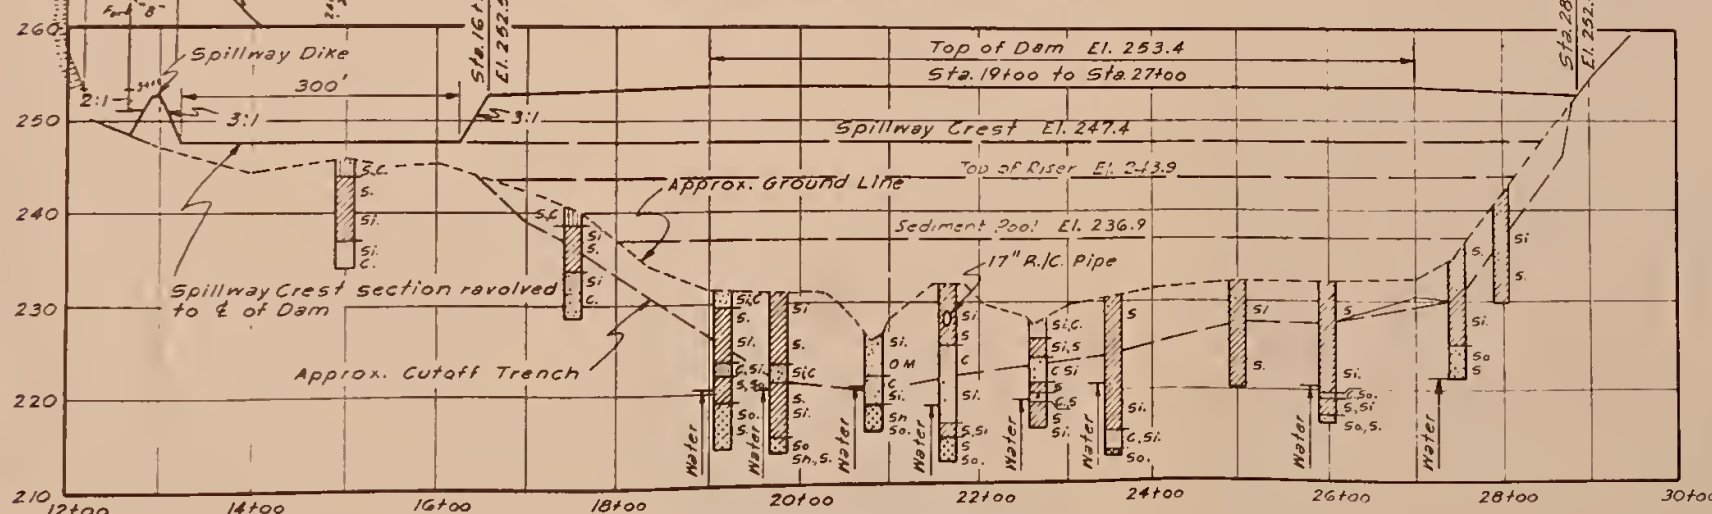 Fork "B"
260
250
240
230
220
210
Spillway Dike
300'
2:1
3:1
3:1
Sta. 16+
El. 252.5
Top of Dam El. 253.4
Sta. 19+00 to Sta. 27+00
Sta. 28
El. 252.
Spillway Crest El. 247.4
Top of Riser El. 243.9
Approx. Ground Line
Sediment Pool El. 236.9
17" R./C. Pipe
Spillway Crest section ravolved
to ℄ of Dam
Approx. Cutoff Trench
S.C.
S.
Si.
Si.
C.
S.C
Si
S.
Si
C.
Si,C
S.
Si.
C,Si
S.
So.
S.
Si
S.
Si,C
S.
Si.
So
Sn,S.
Si.
OM
C
Si.
Sn
So.
Si.
S
C
Si.
S,Si
S
So.
Si,C.
Si,S
C Si
S
C,S
S
Si.
S
Si.
C,Si.
So.
Si
S.
S
Si.
C,So.
S,Si
So,S.
S.
Si.
So
S
Si
S.
Water
Water
Water
Water
Water
Water
Water
Water
12+00
14+00
16+00
18+00
20+00
22+00
24+00
26+00
28+00
30+00